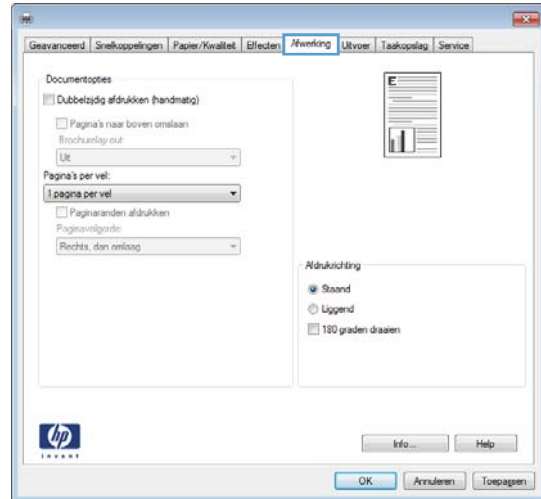 Geavanceerd Snelkoppelingen Papier/Kwaliteit Effecten Afwerking Uitvoer Taakopslag Service
Documentopties
Dubbelzijdig afdrukken (handmatig)
Pagina's naar boven omslaan
Brochurelay-out:
Uit
Pagina's per vel:
1 pagina per vel
Paginaranden afdrukken
Paginavolgorde:
Rechts, dan omlaag
E
Afdrukrichting
Staand
Liggend
180 graden draaien
hp
invent
Info...
Help
OK
Annuleren
Toepassen